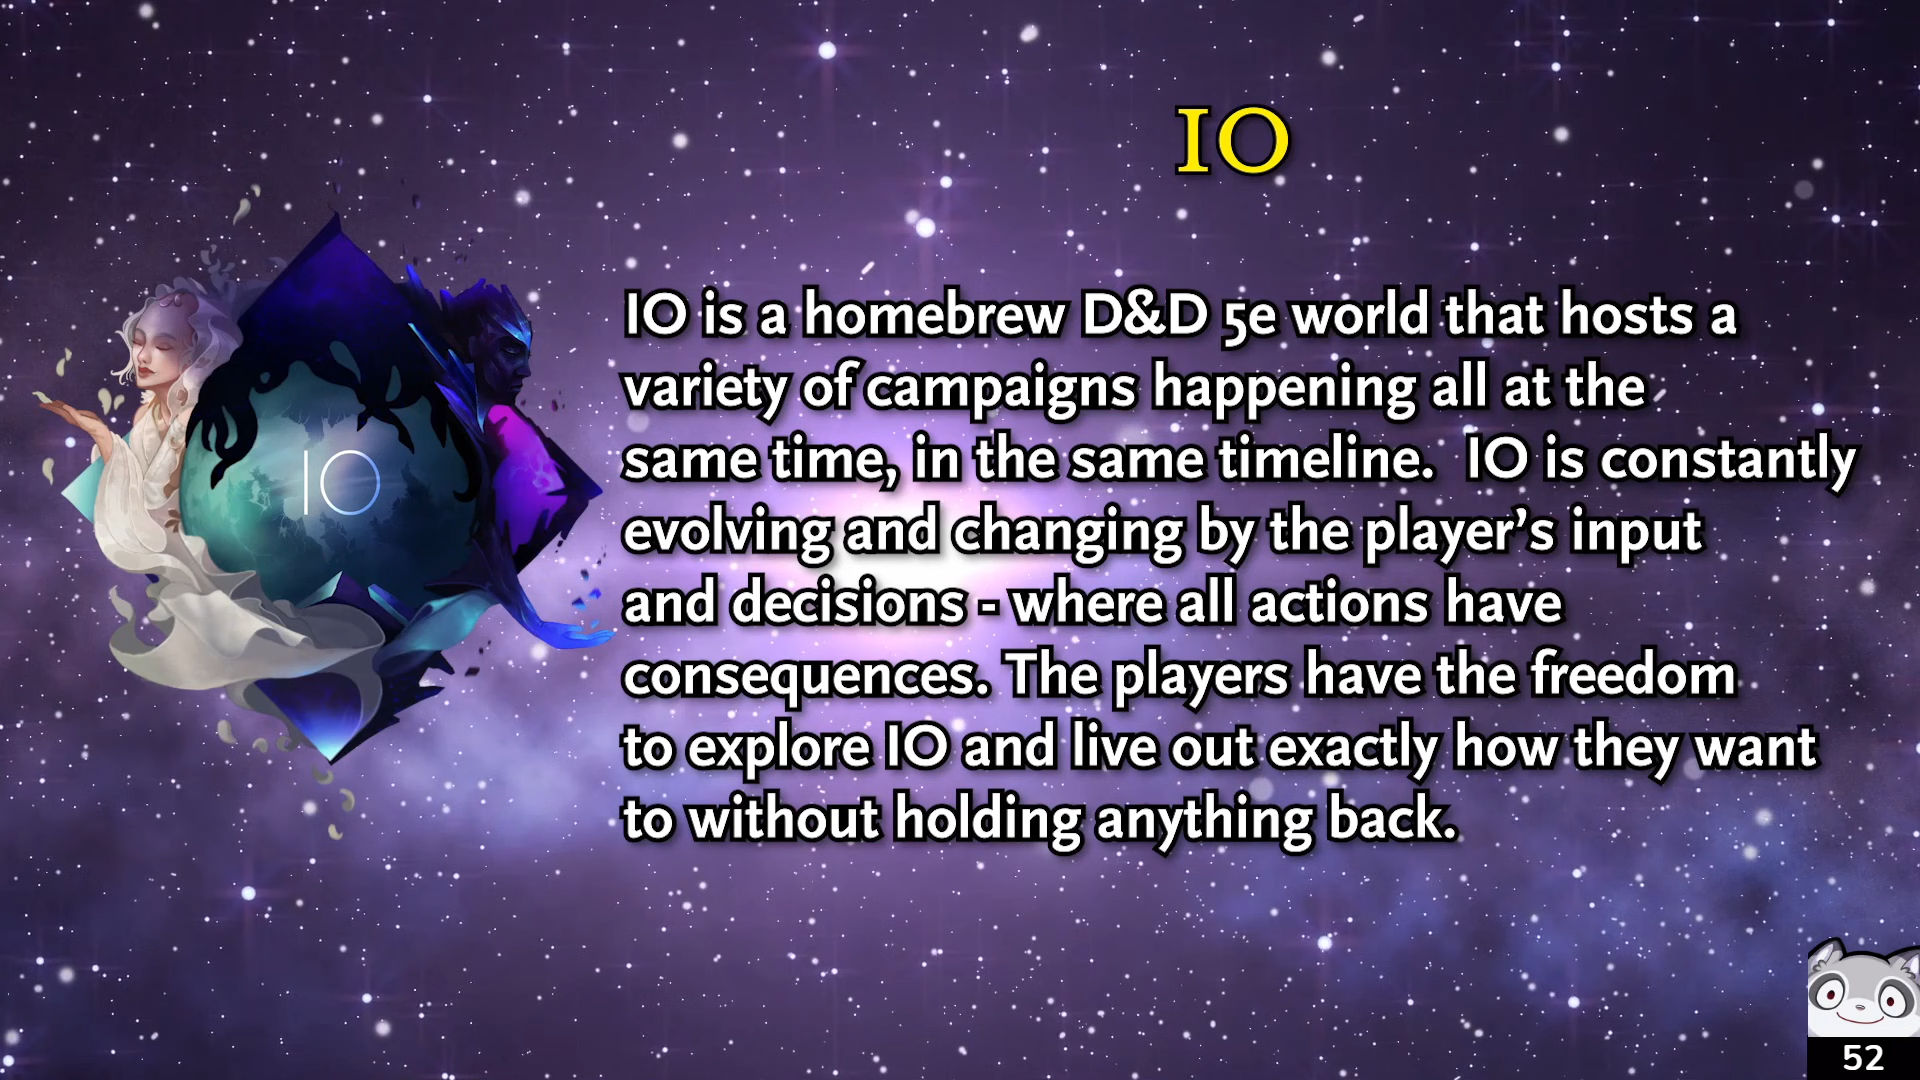 IO
IO
IO is a homebrew D&D 5e world that hosts a
variety of campaigns happening all at the
same time, in the same timeline.  IO is constantly
evolving and changing by the player’s input
and decisions - where all actions have
consequences. The players have the freedom
to explore IO and live out exactly how they want
to without holding anything back.
52